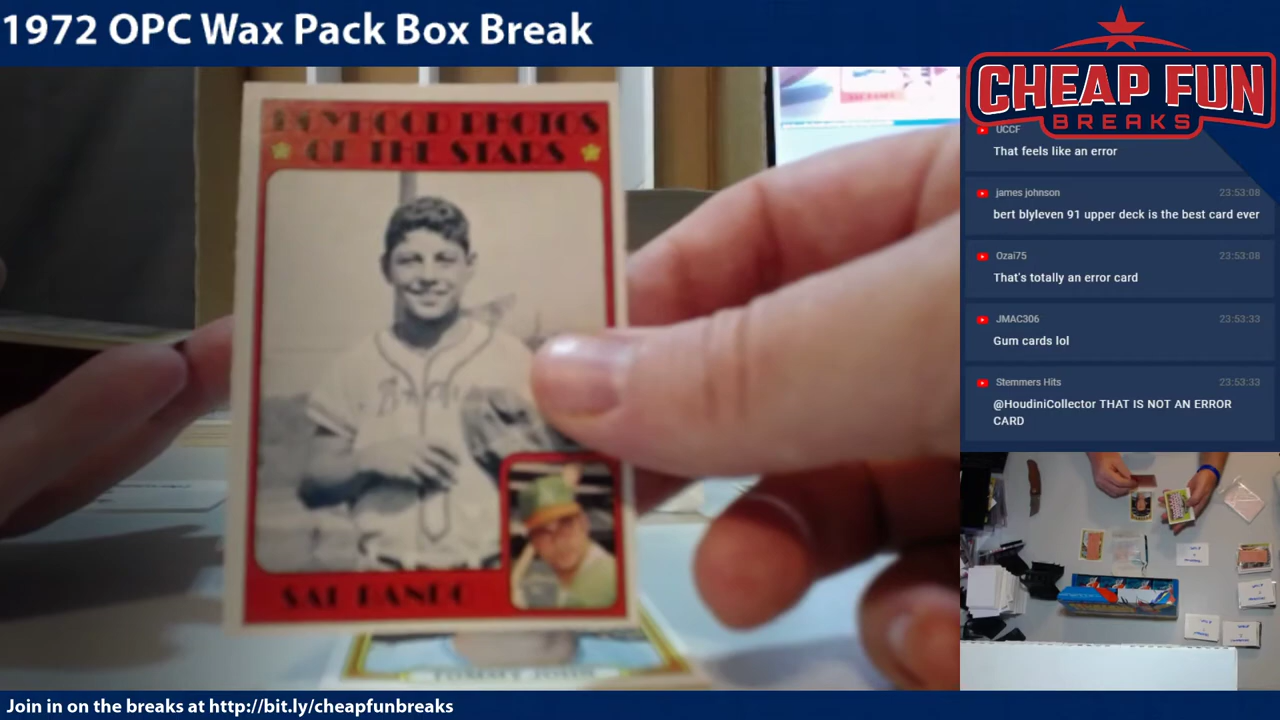 1972 OPC Wax Pack Box Break
CHEAP FUN
BREAKS
BOYHOOD PHOTOS
OF THE STARS
SAL BANDO
TOMMY JOHN
UCCF
That feels like an error
james johnson 23:53:08
bert blyleven 91 upper deck is the best card ever
Ozai75 23:53:08
That's totally an error card
JMAC306 23:53:33
Gum cards lol
Stemmers Hits 23:53:33
@HoudiniCollector THAT IS NOT AN ERROR
CARD
Join in on the breaks at http://bit.ly/cheapfunbreaks